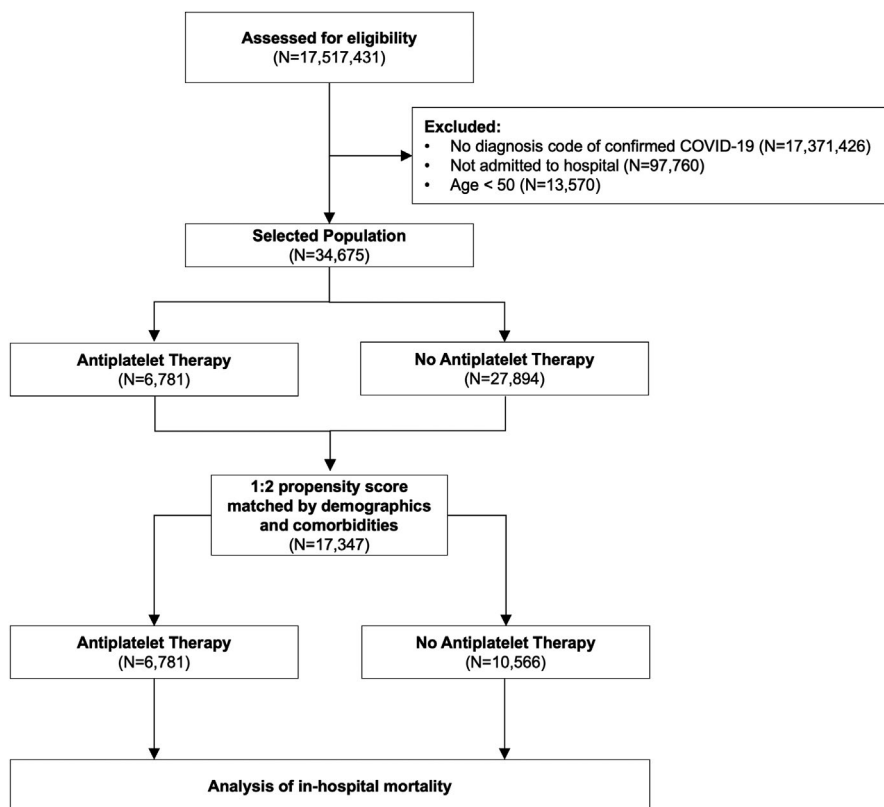 Assessed for eligibility
(N=17,517,431)
Excluded:
• No diagnosis code of confirmed COVID-19 (N=17,371,426)
• Not admitted to hospital (N=97,760)
• Age < 50 (N=13,570)
Selected Population
(N=34,675)
Antiplatelet Therapy
(N=6,781)
No Antiplatelet Therapy
(N=27,894)
1:2 propensity score
matched by demographics
and comorbidities
(N=17,347)
Antiplatelet Therapy
(N=6,781)
No Antiplatelet Therapy
(N=10,566)
Analysis of in-hospital mortality